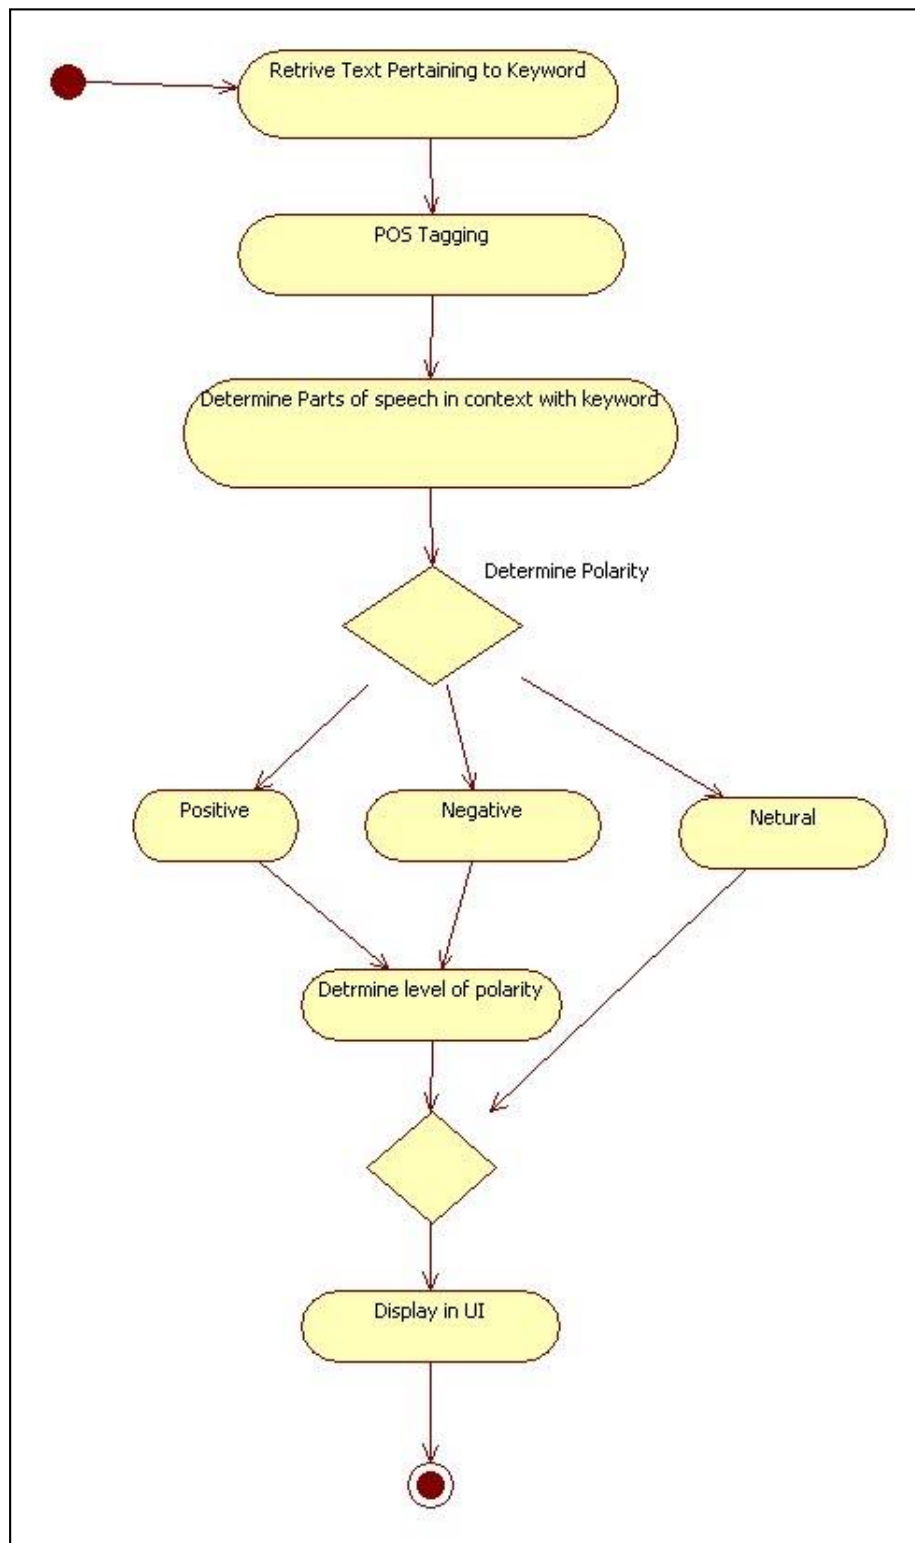 Retrive Text Pertaining to Keyword
POS Tagging
Determine Parts of speech in context with keyword
Determine Polarity
Positive
Negative
Netural
Detrmine level of polarity
Display in UI